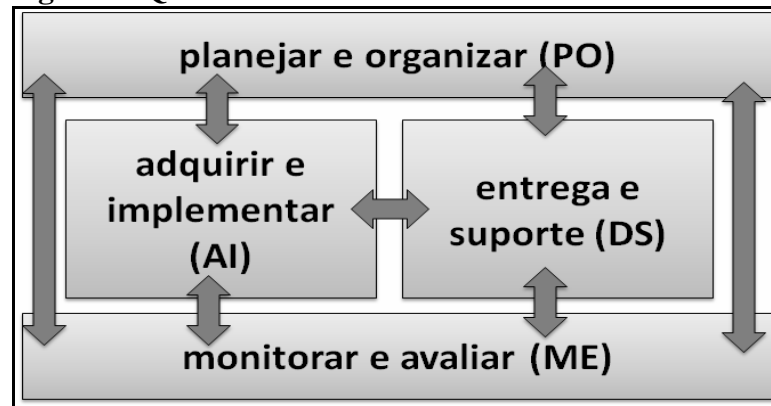 planejar e organizar (PO)
adquirir e
implementar
(AI)
entrega e
suporte (DS)
monitorar e avaliar (ME)